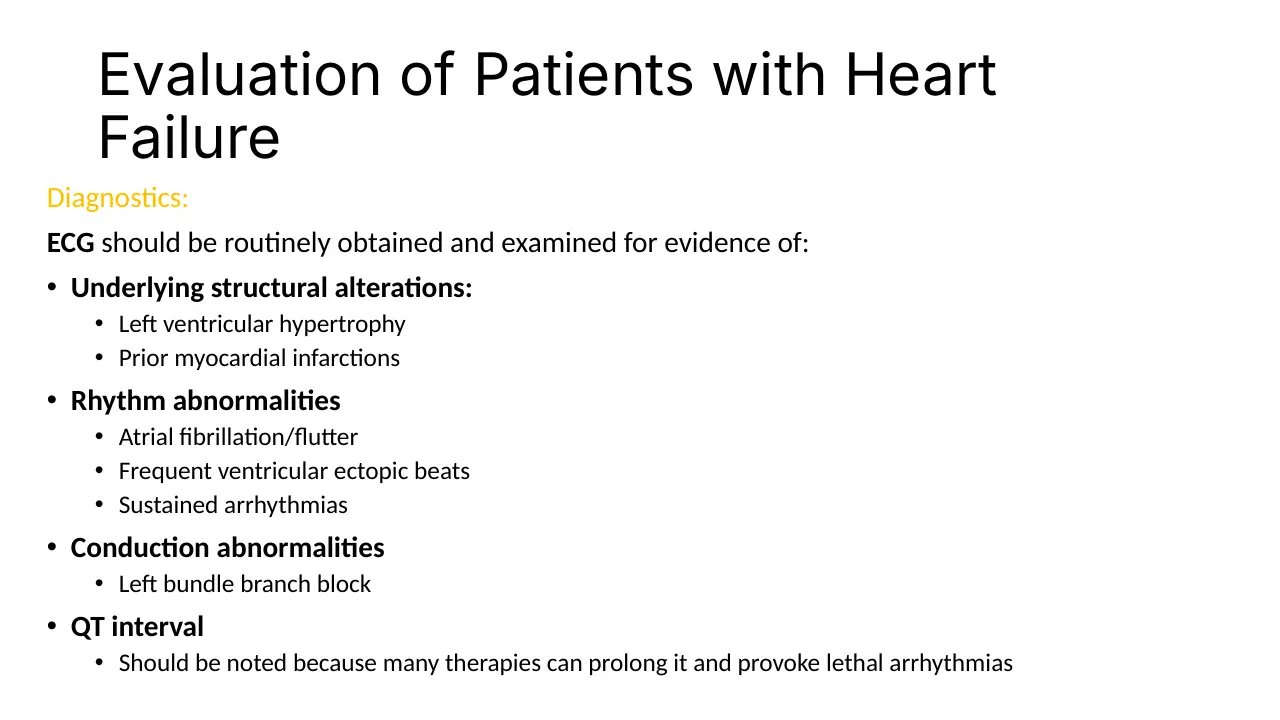 Evaluation of Patients with Heart
Failure
Diagnostics:
ECG should be routinely obtained and examined for evidence of:
• Underlying structural alterations:
• Left ventricular hypertrophy
• Prior myocardial infarctions
• Rhythm abnormalities
• Atrial fibrillation/flutter
• Frequent ventricular ectopic beats
• Sustained arrhythmias
• Conduction abnormalities
• Left bundle branch block
• QT interval
• Should be noted because many therapies can prolong it and provoke lethal arrhythmias